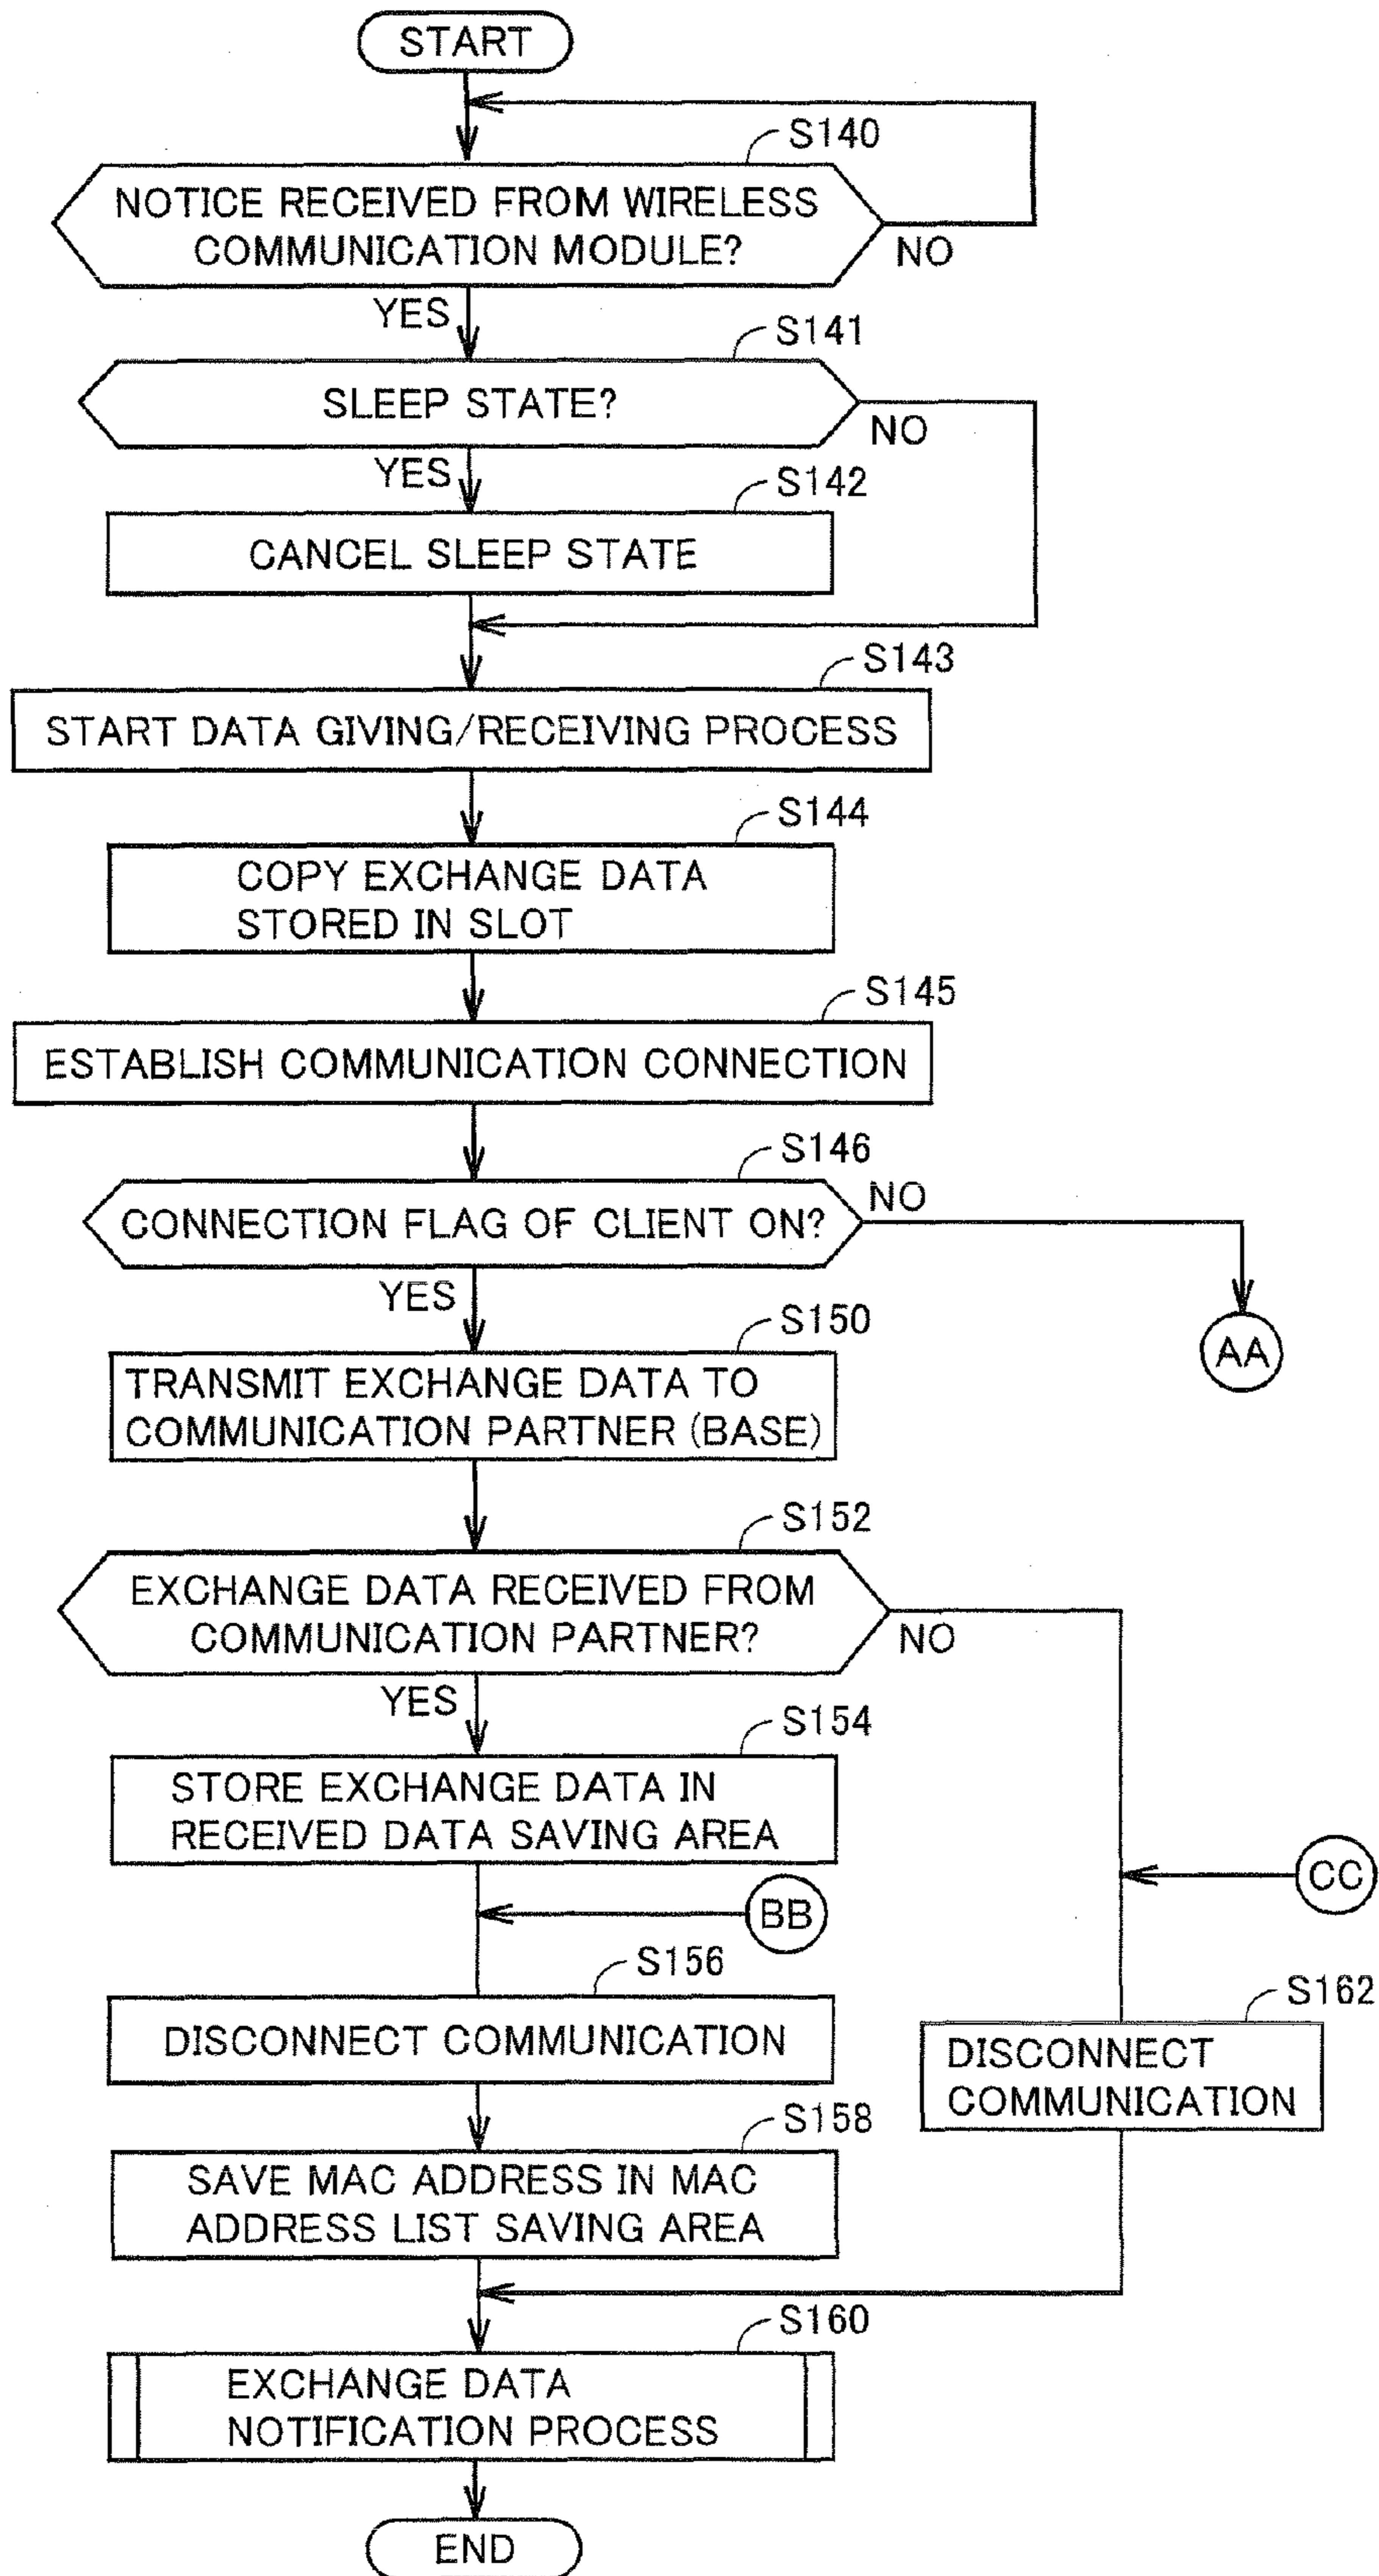 START
S140
NOTICE RECEIVED FROM WIRELESS
COMMUNICATION MODULE?
NO
YES
S141
SLEEP STATE?
NO
YES
S142
CANCEL SLEEP STATE
S143
START DATA GIVING/RECEIVING PROCESS
S144
COPY EXCHANGE DATA
STORED IN SLOT
S145
ESTABLISH COMMUNICATION CONNECTION
S146
NO
CONNECTION FLAG OF CLIENT ON?
YES
S150
AA
TRANSMIT EXCHANGE DATA TO
COMMUNICATION PARTNER (BASE)
S152
EXCHANGE DATA RECEIVED FROM
COMMUNICATION PARTNER?
NO
YES
S154
STORE EXCHANGE DATA IN
RECEIVED DATA SAVING AREA
CC
BB
S156
S162
DISCONNECT COMMUNICATION
DISCONNECT
COMMUNICATION
S158
SAVE MAC ADDRESS IN MAC
ADDRESS LIST SAVING AREA
S160
EXCHANGE DATA
NOTIFICATION PROCESS
END